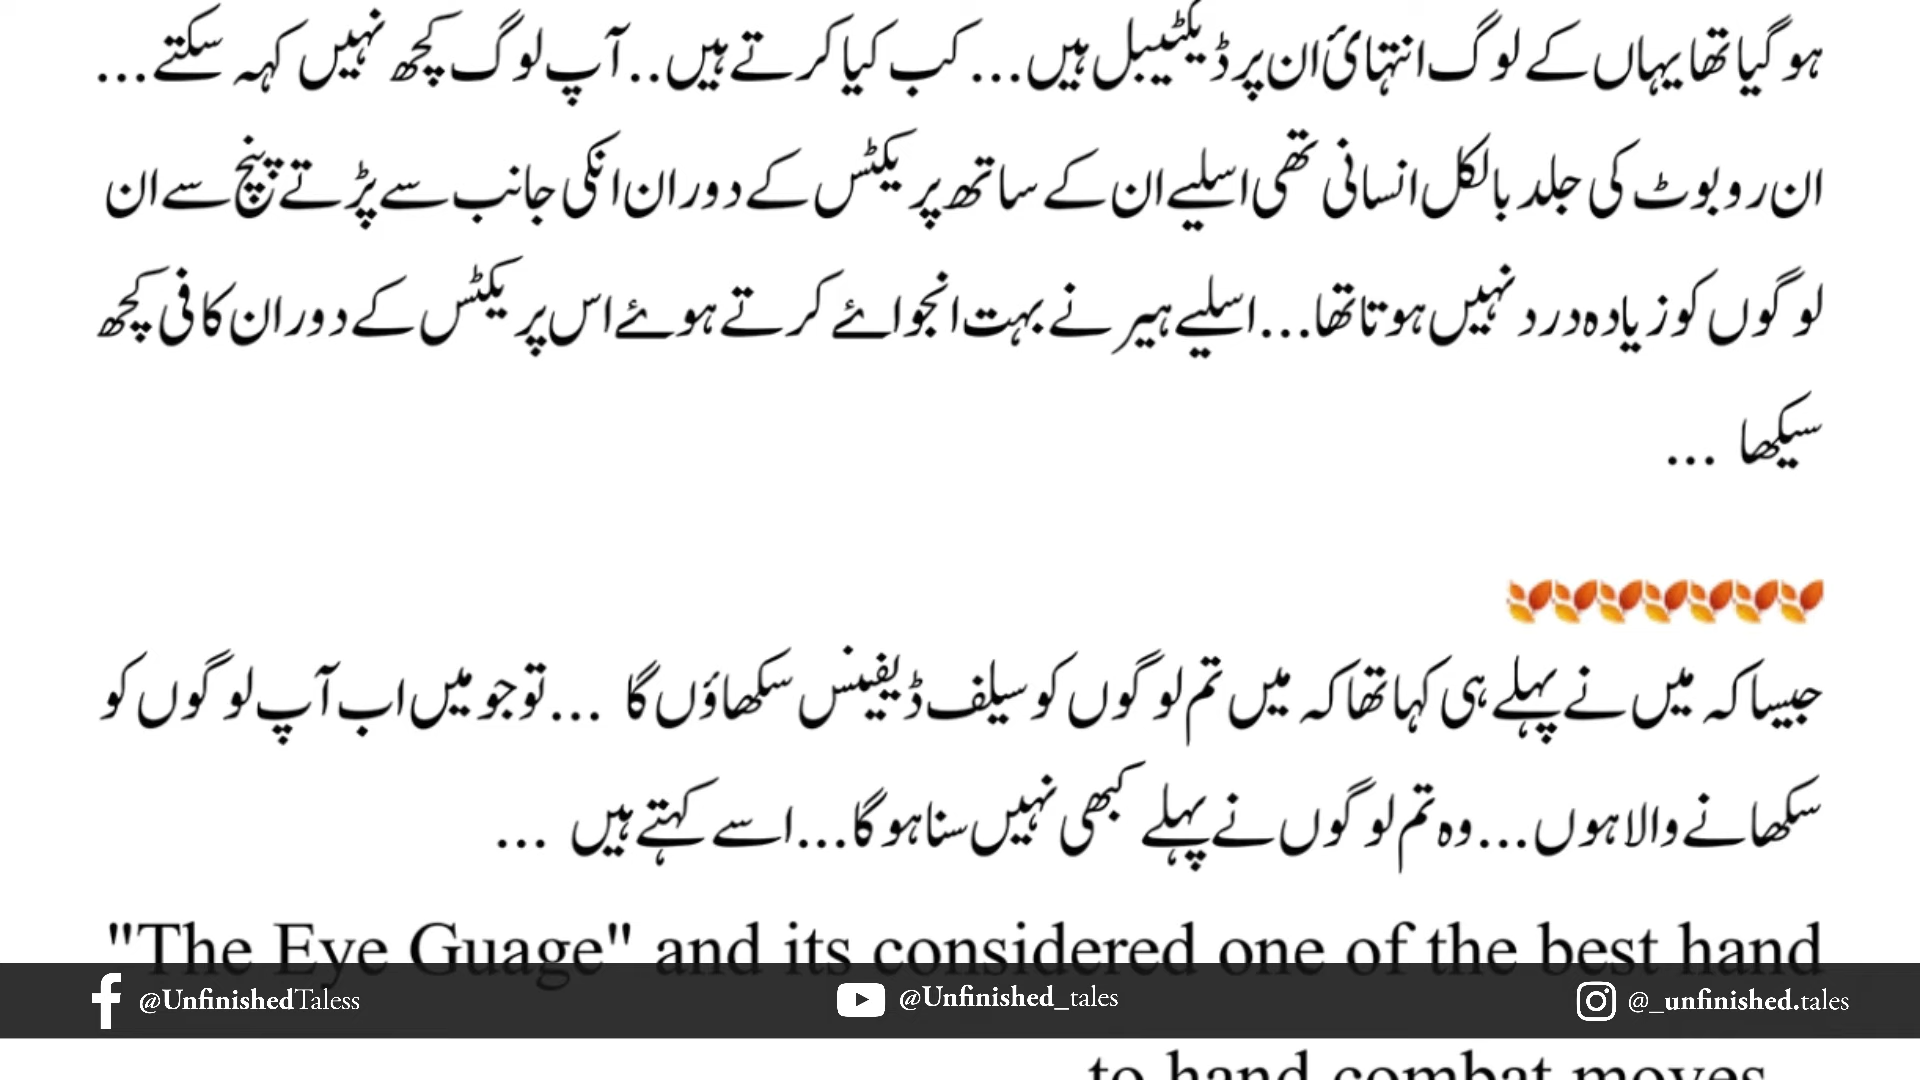 ہو گیا تھا یہاں کے لوگ انتہائ ان پرڈیکٹیبل ہیں... کب کیا کرتے ہیں.. آپ لوگ کچھ نہیں کہہ سکتے...
ان روبوٹ کی جلد بالکل انسانی تھی اسلیے ان کے ساتھ پریکٹس کے دوران انکی جانب سے پڑتے پنچ سے ان
لوگوں کو زیادہ درد نہیں ہوتا تھا... اسلیے ہیر نے بہت انجوائے کرتے ہوئے اس پریکٹس کے دوران کافی کچھ
سیکھا ...
جیسا کہ میں نے پہلے ہی کہا تھا کہ میں تم لوگوں کو سیلف ڈیفینس سکھاؤں گا ... تو جو میں اب آپ لوگوں کو
سکھانے والا ہوں... وہ تم لوگوں نے پہلے کبھی نہیں سنا ہو گا... اسے کہتے ہیں ...
"The Eye Guage" and its considered one of the best hand
@UnfinishedTaless @Unfinished_tales @_unfinished.tales
to hand combat moves